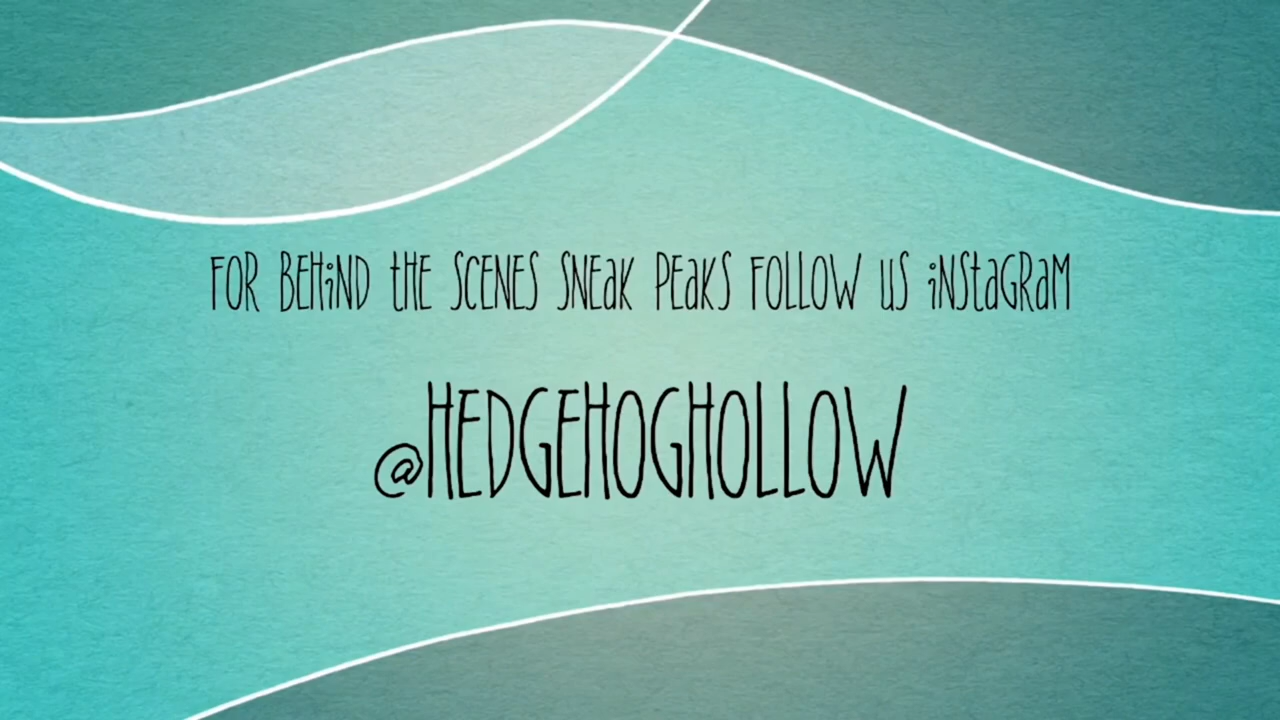 FOR BEHiND tHE SCENES SNEaK PEaKS FOLLOW US iNStaGRaM
@HEDGEHOGHOLLOW